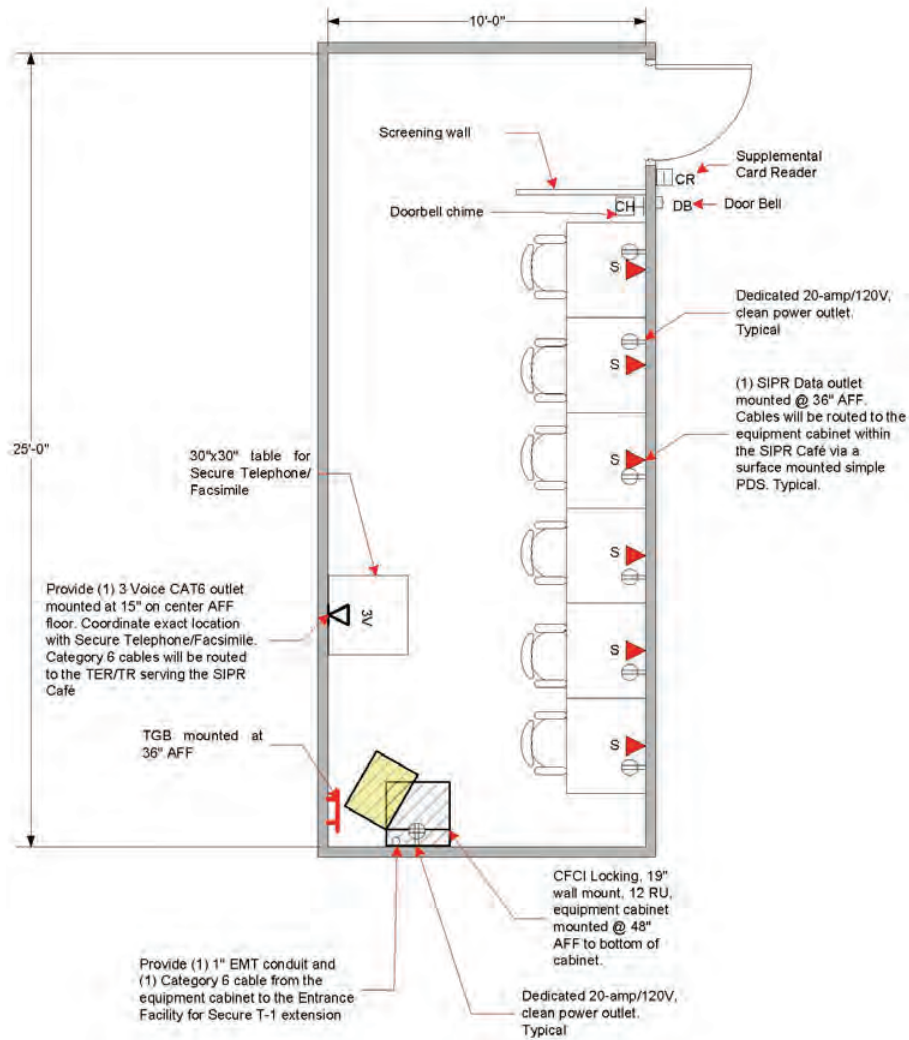 10'-0"
Screening wall
Supplemental
Card Reader
CR
Doorbell chime
CH
DB
Door Bell
S
Dedicated 20-amp/120V,
clean power outlet.
Typical
S
(1) SIPR Data outlet
mounted @ 36" AFF.
Cables will be routed to the
equipment cabinet within
the SIPR Café via a
surface mounted simple
PDS. Typical.
25'-0"
30"x30" table for
Secure Telephone/
Facsimile
S
S
Provide (1) 3 Voice CAT6 outlet
mounted at 15" on center AFF
floor. Coordinate exact location
with Secure Telephone/Facsimile.
Category 6 cables will be routed
to the TER/TR serving the SIPR
Café
3V
S
TGB mounted at
36" AFF
S
CFCI Locking, 19"
wall mount, 12 RU,
equipment cabinet
mounted @ 48"
AFF to bottom of
cabinet.
Provide (1) 1" EMT conduit and
(1) Category 6 cable from the
equipment cabinet to the Entrance
Facility for Secure T-1 extension
Dedicated 20-amp/120V,
clean power outlet.
Typical